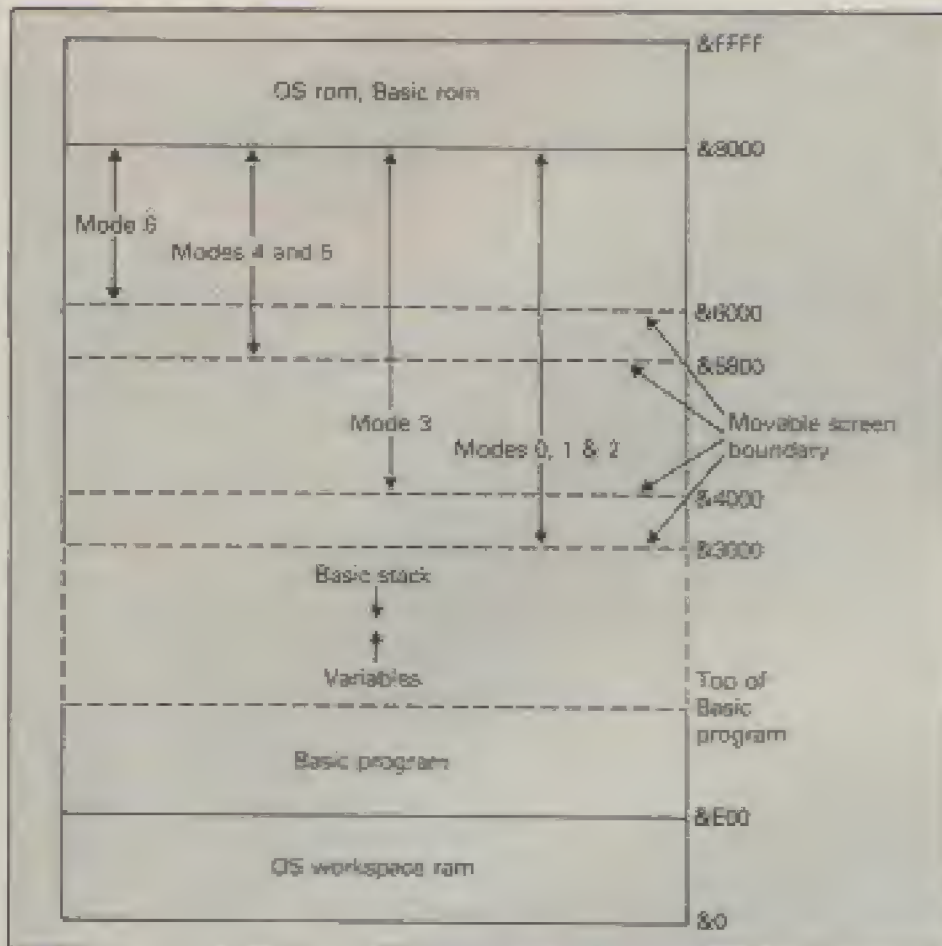 &FFFF
OS rom, Basic rom
&8000
Mode 6
Modes 4 and 5
&6000
&5800
Mode 3
Modes 0, 1 & 2
Movable screen
boundary
&4000
&3000
Basic stack
Variables
Top of
Basic
program
Basic program
&E00
OS workspace ram
&0